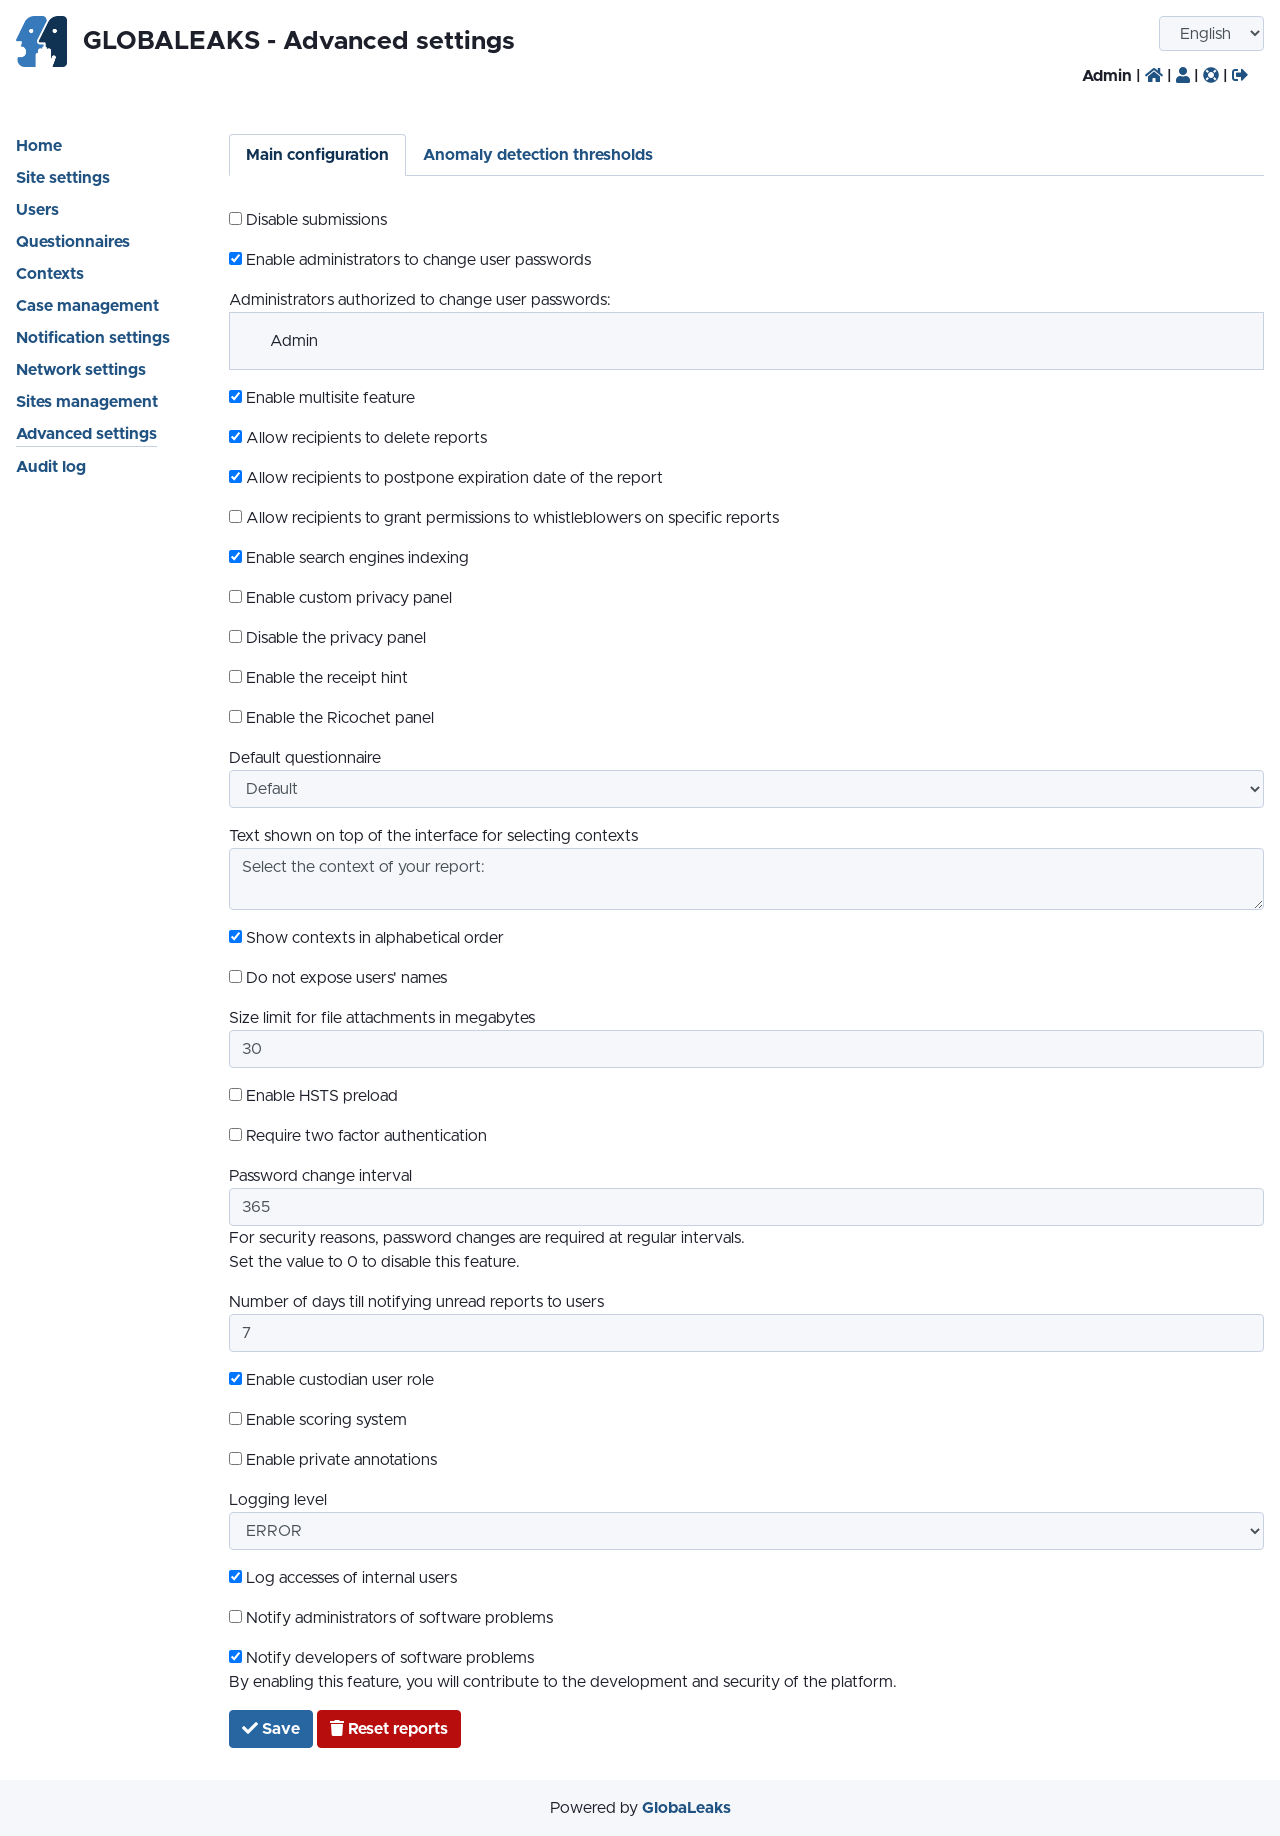 GLOBALEAKS - Advanced settings
English
Admin | | | |
Home
Site settings
Users
Questionnaires
Contexts
Case management
Notification settings
Network settings
Sites management
Advanced settings
Audit log
Main configuration
Anomaly detection thresholds
Disable submissions
Enable administrators to change user passwords
Administrators authorized to change user passwords:
Admin
Enable multisite feature
Allow recipients to delete reports
Allow recipients to postpone expiration date of the report
Allow recipients to grant permissions to whistleblowers on specific reports
Enable search engines indexing
Enable custom privacy panel
Disable the privacy panel
Enable the receipt hint
Enable the Ricochet panel
Default questionnaire
Default
Text shown on top of the interface for selecting contexts
Select the context of your report:
Show contexts in alphabetical order
Do not expose users' names
Size limit for file attachments in megabytes
30
Enable HSTS preload
Require two factor authentication
Password change interval
365
For security reasons, password changes are required at regular intervals.
Set the value to 0 to disable this feature.
Number of days till notifying unread reports to users
7
Enable custodian user role
Enable scoring system
Enable private annotations
Logging level
ERROR
Log accesses of internal users
Notify administrators of software problems
Notify developers of software problems
By enabling this feature, you will contribute to the development and security of the platform.
Save
Reset reports
Powered by GlobaLeaks